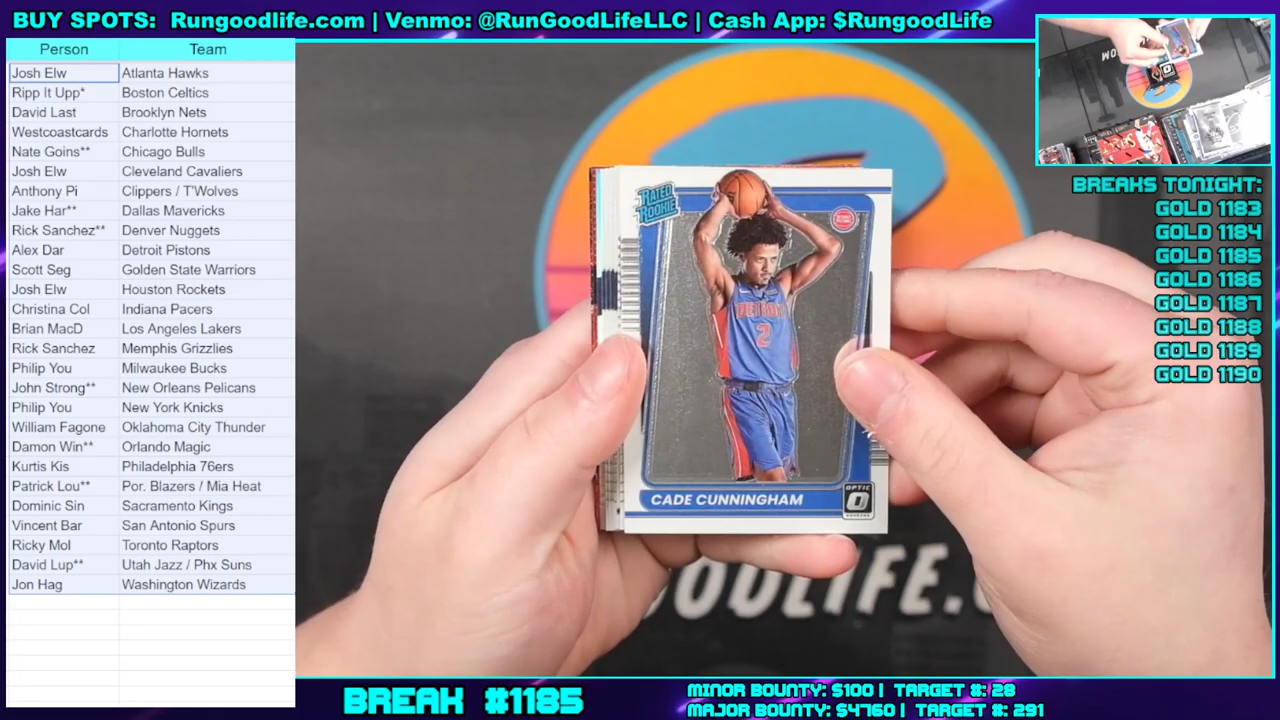 BUY SPOTS: Rungoodlife.com | Venmo: @RunGoodLifeLLC | Cash App: $RungoodLife
Person Team
Josh Elw Atlanta Hawks
Ripp It Upp* Boston Celtics
David Last Brooklyn Nets
Westcoastcards Charlotte Hornets
Nate Goins** Chicago Bulls
Josh Elw Cleveland Cavaliers
Anthony Pi Clippers / T'Wolves
Jake Har** Dallas Mavericks
Rick Sanchez** Denver Nuggets
Alex Dar Detroit Pistons
Scott Seg Golden State Warriors
Josh Elw Houston Rockets
Christina Col Indiana Pacers
Brian MacD Los Angeles Lakers
Rick Sanchez Memphis Grizzlies
Philip You Milwaukee Bucks
John Strong** New Orleans Pelicans
Philip You New York Knicks
William Fagone Oklahoma City Thunder
Damon Win** Orlando Magic
Kurtis Kis Philadelphia 76ers
Patrick Lou** Por. Blazers / Mia Heat
Dominic Sin Sacramento Kings
Vincent Bar San Antonio Spurs
Ricky Mol Toronto Raptors
David Lup** Utah Jazz / Phx Suns
Jon Hag Washington Wizards
RATED
ROOKIE
DETROIT
2
CADE CUNNINGHAM
OPTIC
OODLIFE.
BREAKS TONIGHT:
GOLD 1183
GOLD 1184
GOLD 1185
GOLD 1186
GOLD 1187
GOLD 1188
GOLD 1189
GOLD 1190
BREAK #1185
MINOR BOUNTY: $100 | TARGET #: 28
MAJOR BOUNTY: $4760 | TARGET #: 291